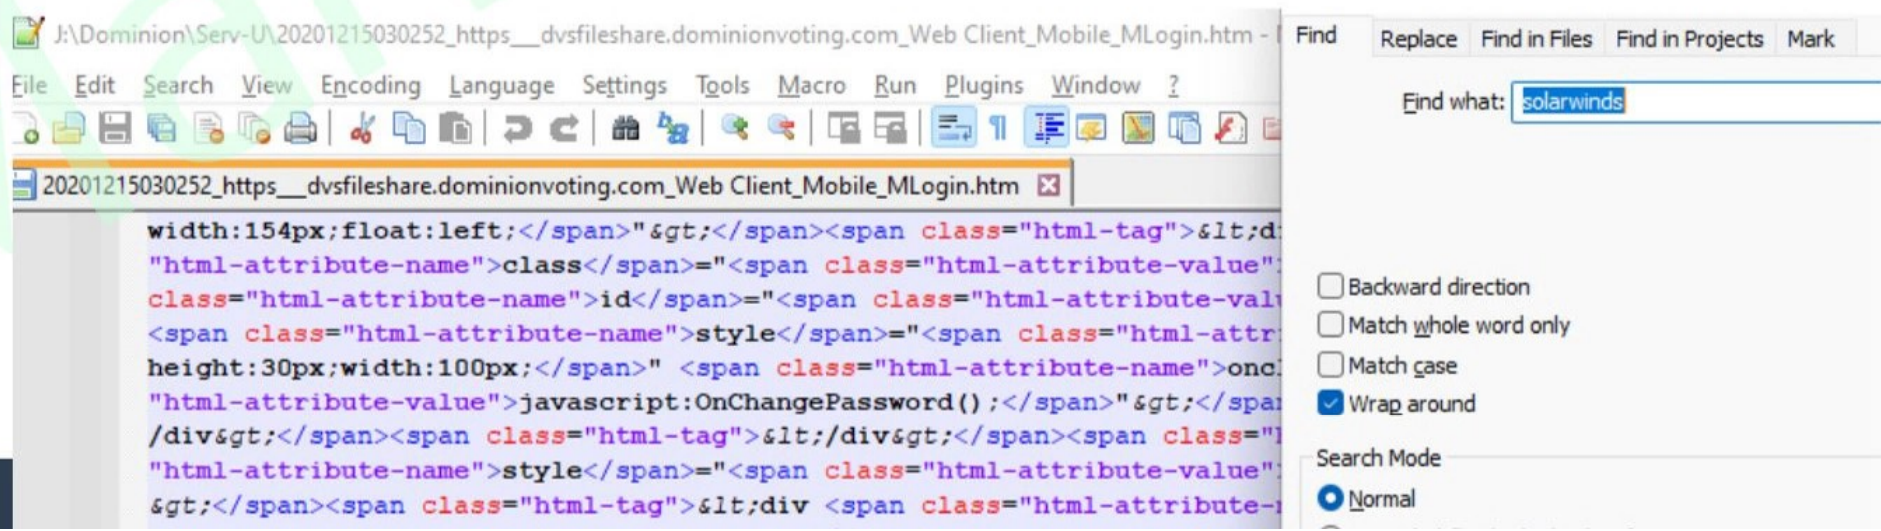 J:\Dominion\Serv-U\20201215030252_https___dvsfileshare.dominionvoting.com_Web Client_Mobile_MLogin.htm -
File Edit Search View Encoding Language Settings Tools Macro Run Plugins Window ?
20201215030252_https___dvsfileshare.dominionvoting.com_Web Client_Mobile_MLogin.htm
width:154px;float:left;</span>"&gt;</span><span class="html-tag">&lt;d
"html-attribute-name">class</span>="<span class="html-attribute-value"
class="html-attribute-name">id</span>="<span class="html-attribute-val
<span class="html-attribute-name">style</span>="<span class="html-attr
height:30px;width:100px;</span>" <span class="html-attribute-name">onc
"html-attribute-value">javascript:OnChangePassword();</span>"&gt;</spa
/div&gt;</span><span class="html-tag">&lt;/div&gt;</span><span class="
"html-attribute-name">style</span>="<span class="html-attribute-value"
&gt;</span><span class="html-tag">&lt;div <span class="html-attribute-
Find Replace Find in Files Find in Projects Mark
Find what: solarwinds
Backward direction
Match whole word only
Match case
Wrap around
Search Mode
Normal